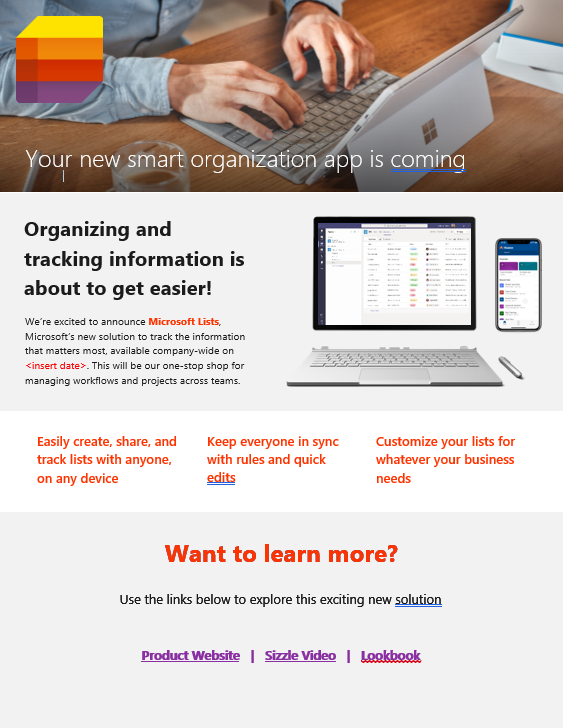 Your new smart organization app is coming
Organizing and
tracking information is
about to get easier!
We're excited to announce Microsoft Lists,
Microsoft's new solution to track the information
that matters most, available company-wide on
<insert date>. This will be our one-stop shop for
managing workflows and projects across teams.
Easily create, share, and
track lists with anyone,
on any device
Keep everyone in sync
with rules and quick
edits
Customize your lists for
whatever your business
needs
Want to learn more?
Use the links below to explore this exciting new solution
Product Website | Sizzle Video | Lookbook